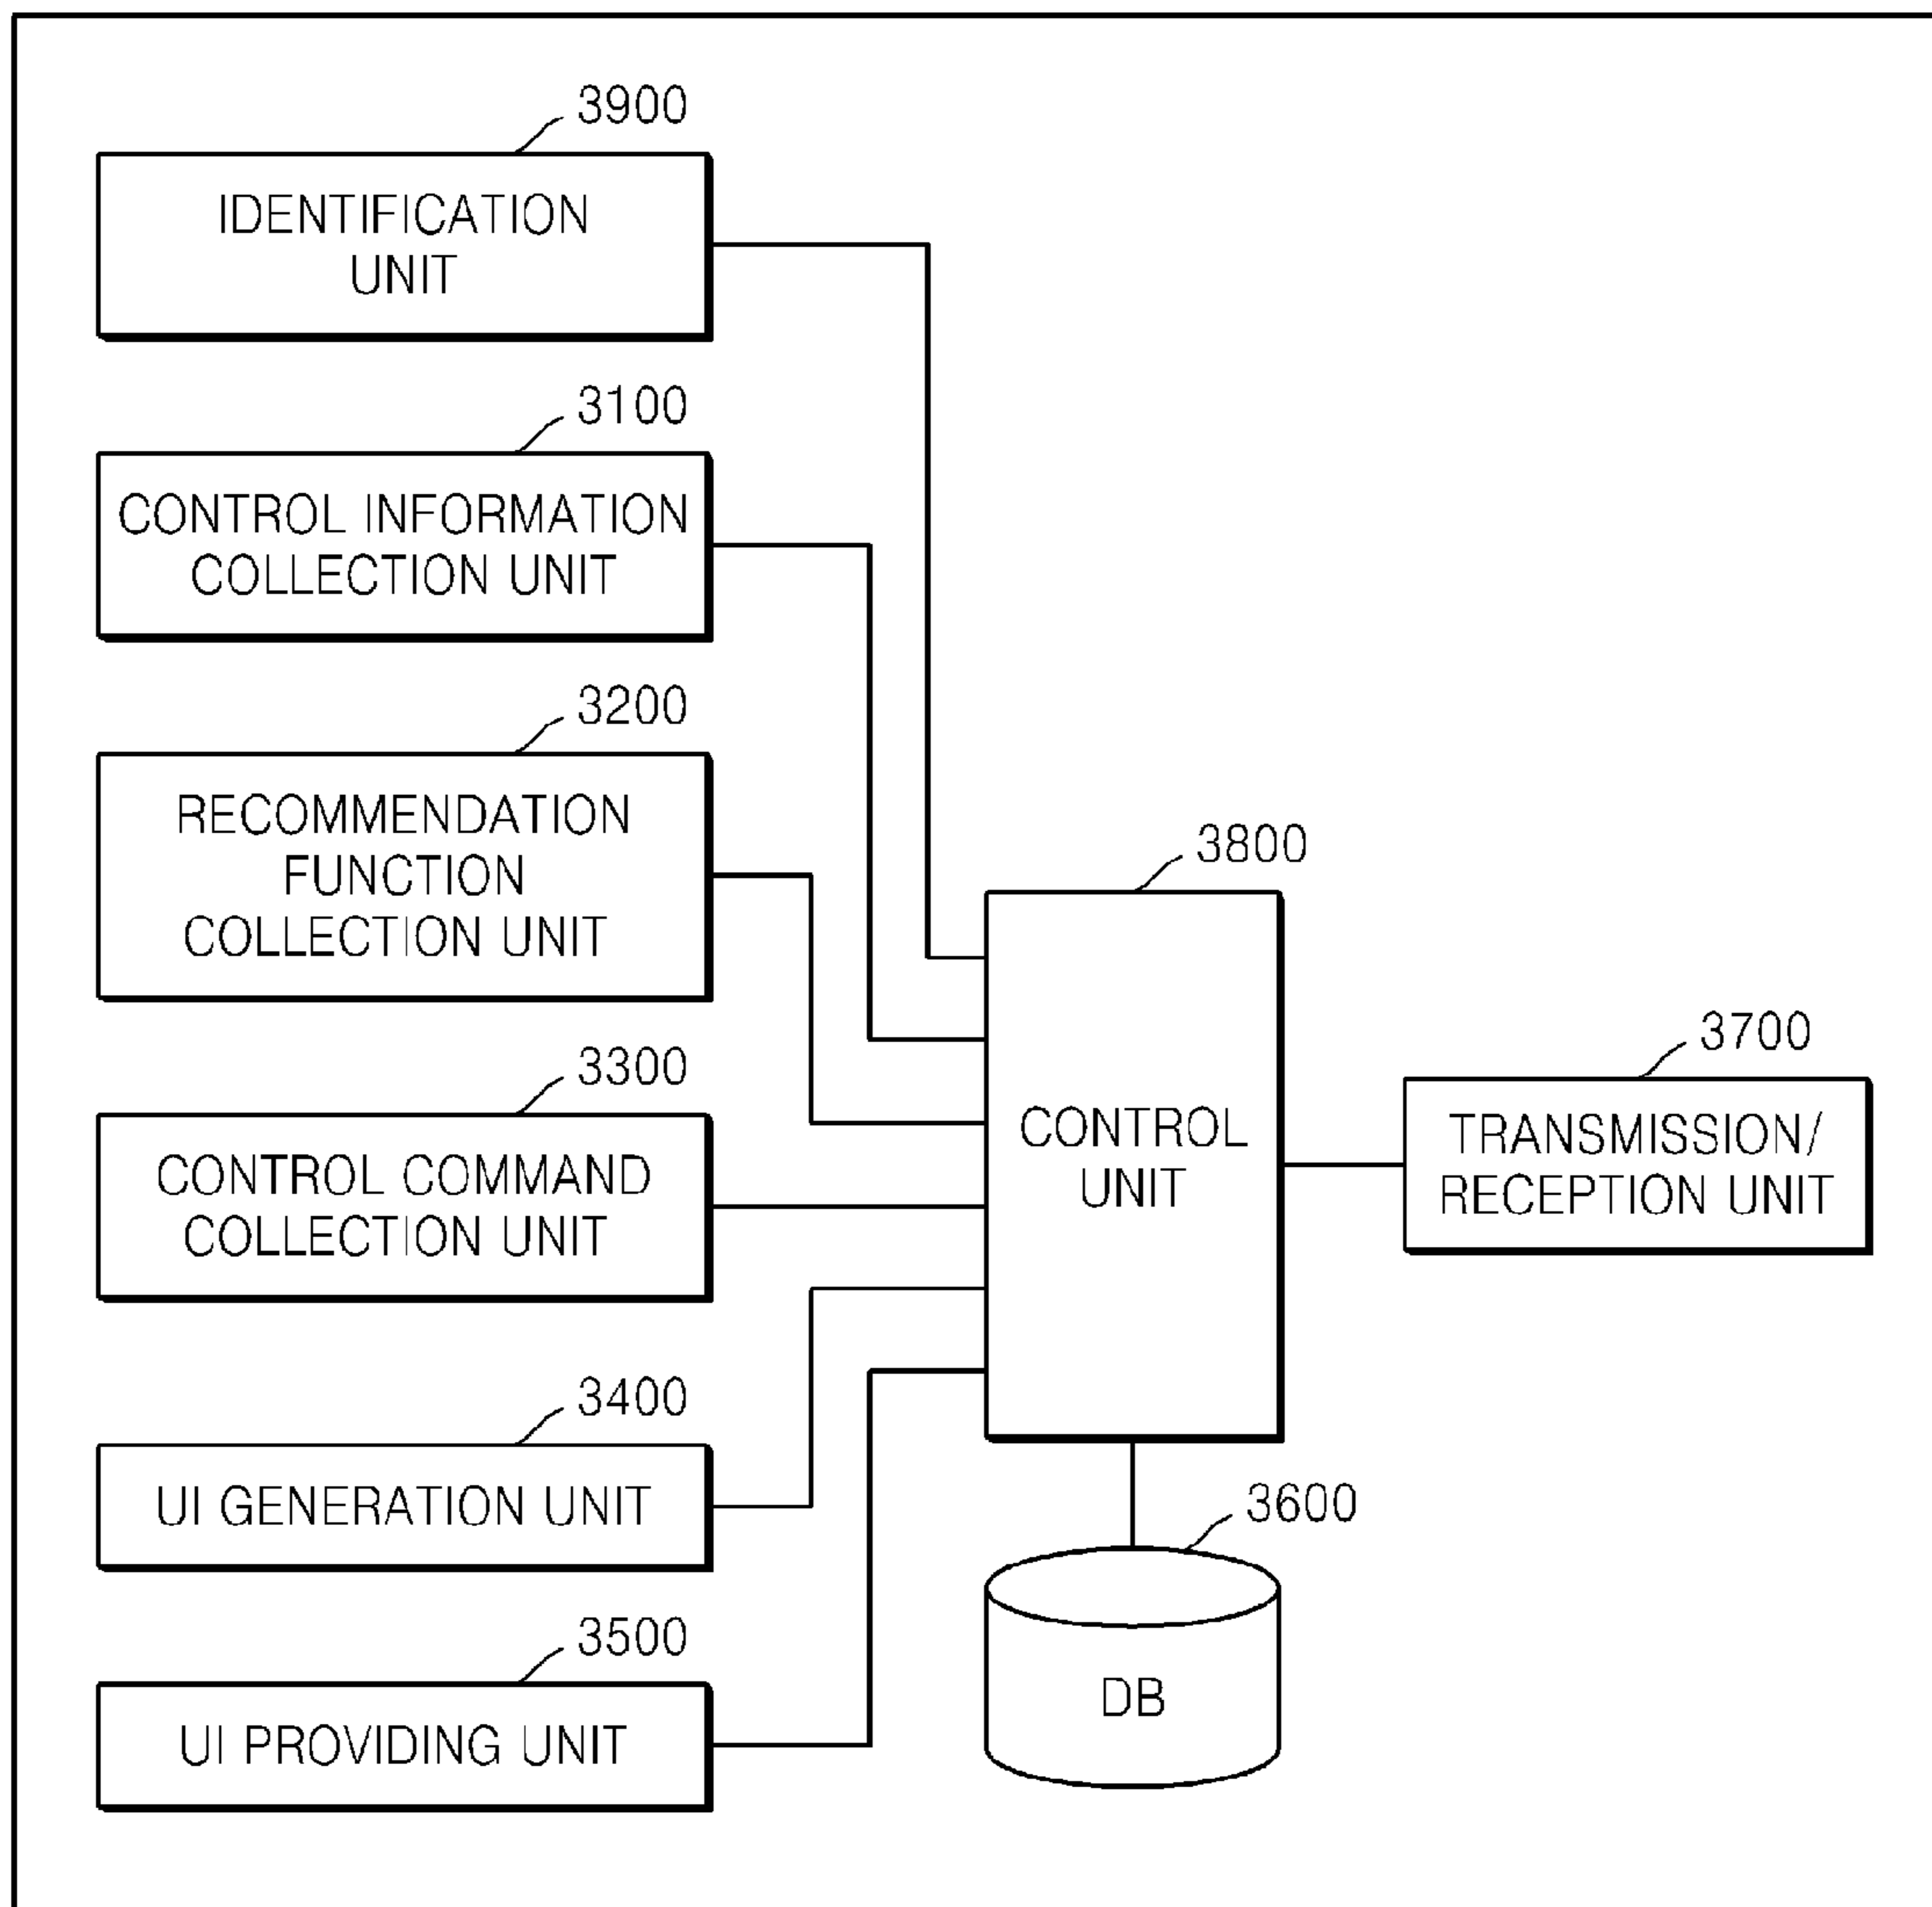 3900
IDENTIFICATION
UNIT
3100
CONTROL INFORMATION
COLLECTION UNIT
3200
RECOMMENDATION
FUNCTION
COLLECTION UNIT
3300
CONTROL COMMAND
COLLECTION UNIT
3400
UI GENERATION UNIT
3500
UI PROVIDING UNIT
3800
CONTROL
UNIT
3700
TRANSMISSION/
RECEPTION UNIT
3600
DB